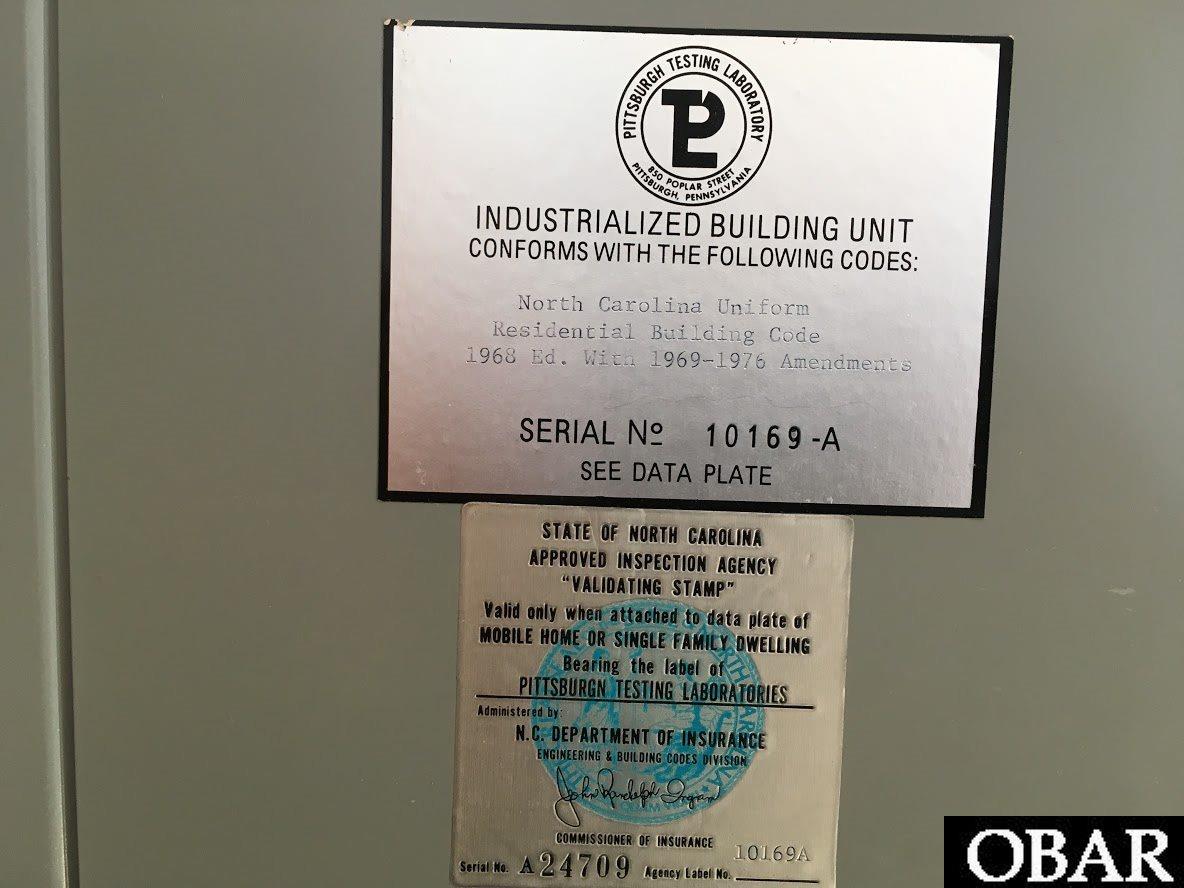 PITTSBURGH TESTING LABORATORY
PTL
850 POPLAR STREET
PITTSBURGH, PENNSYLVANIA
INDUSTRIALIZED BUILDING UNIT
CONFORMS WITH THE FOLLOWING CODES:
North Carolina Uniform
Residential Building Code
1968 Ed. With 1969-1976 Amendments
SERIAL Nº 10169-A
SEE DATA PLATE
STATE OF NORTH CAROLINA
APPROVED INSPECTION AGENCY
"VALIDATING STAMP"
Valid only when attached to data plate of
MOBILE HOME OR SINGLE FAMILY DWELLING
Bearing the label of
PITTSBURGN TESTING LABORATORIES
Administered by:
N.C. DEPARTMENT OF INSURANCE
ENGINEERING & BUILDING CODES DIVISION
John Randolph Ingram
COMMISSIONER OF INSURANCE
Serial No. A24709 Agency Label No. 10169A
OBAR